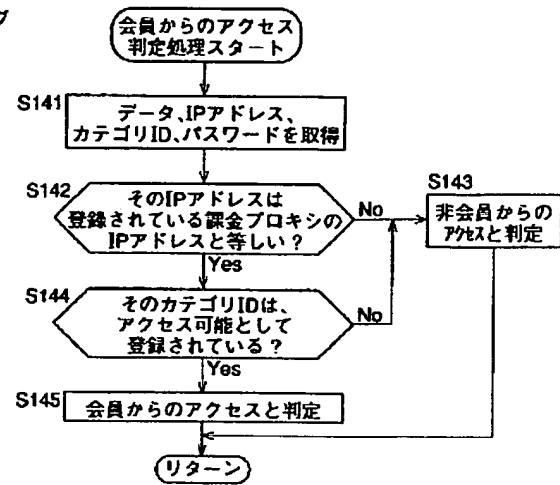 会員からのアクセス
判定処理スタート
S141
データ、IPアドレス、
カテゴリID、パスワードを取得
S142
そのIPアドレスは
登録されている課金プロキシの
IPアドレスと等しい?
No
Yes
S143
非会員からの
アクセスと判定
S144
そのカテゴリIDは、
アクセス可能として
登録されている?
No
Yes
S145
会員からのアクセスと判定
リターン